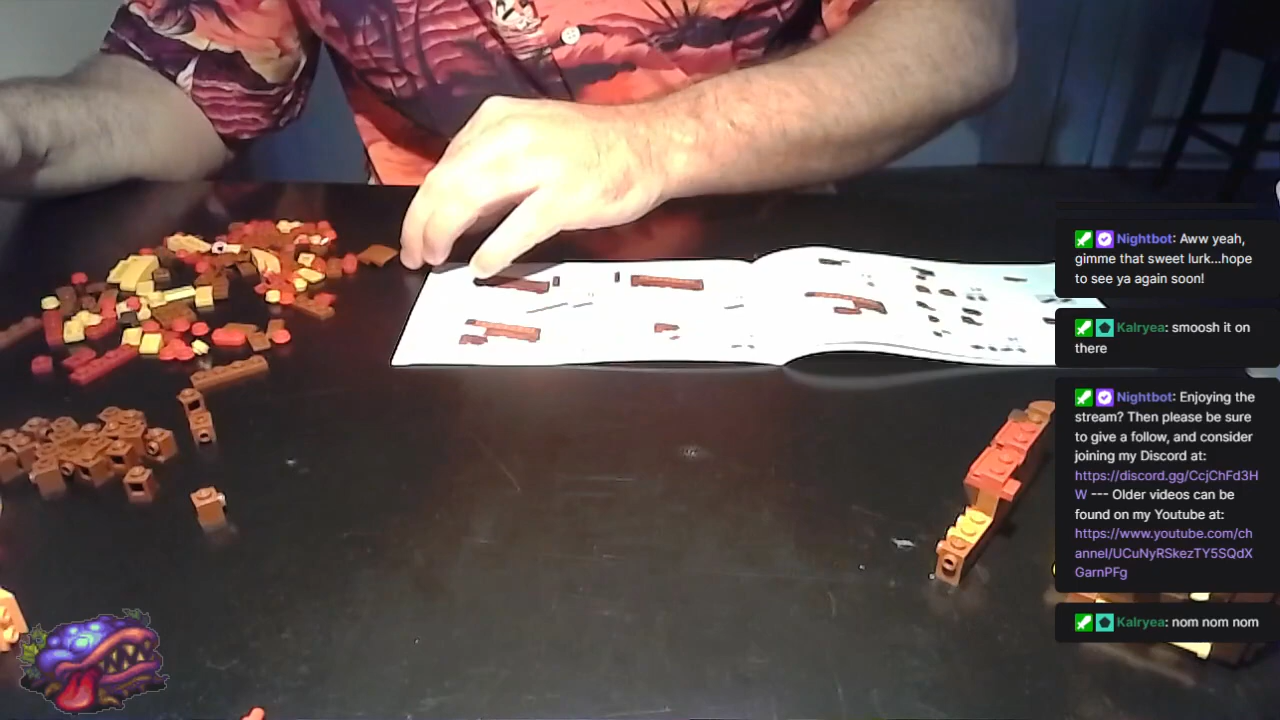 Nightbot: Aww yeah,
gimme that sweet lurk...hope
to see ya again soon!
Kalryea: smoosh it on
there
Nightbot: Enjoying the
stream? Then please be sure
to give a follow, and consider
joining my Discord at:
https://discord.gg/CcjChFd3H
W --- Older videos can be
found on my Youtube at:
https://www.youtube.com/ch
annel/UCuNyRSkezTY5SQdX
GarnPFg
Kalryea: nom nom nom